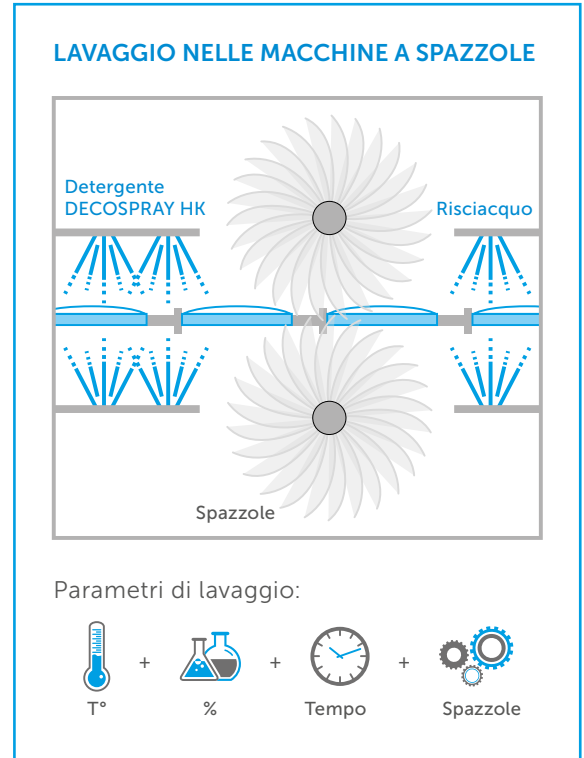 LAVAGGIO NELLE MACCHINE A SPAZZOLE
Detergente
DECOSPRAY HK
Risciacquo
Spazzole
Parametri di lavaggio:
+
+
+
T°
%
Tempo
Spazzole